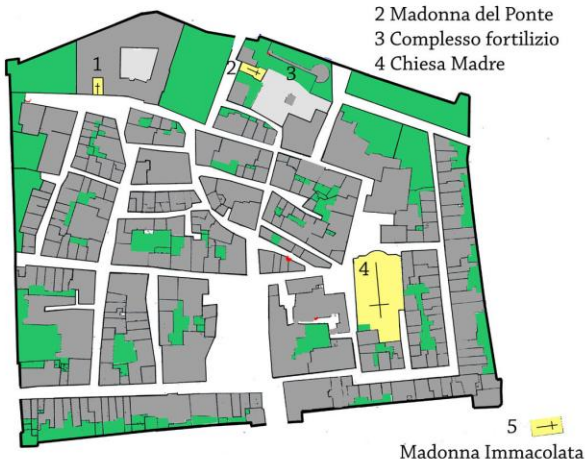 2 Madonna del Ponte
3 Complesso fortilizio
4 Chiesa Madre
1
2
3
4
5
Madonna Immacolata